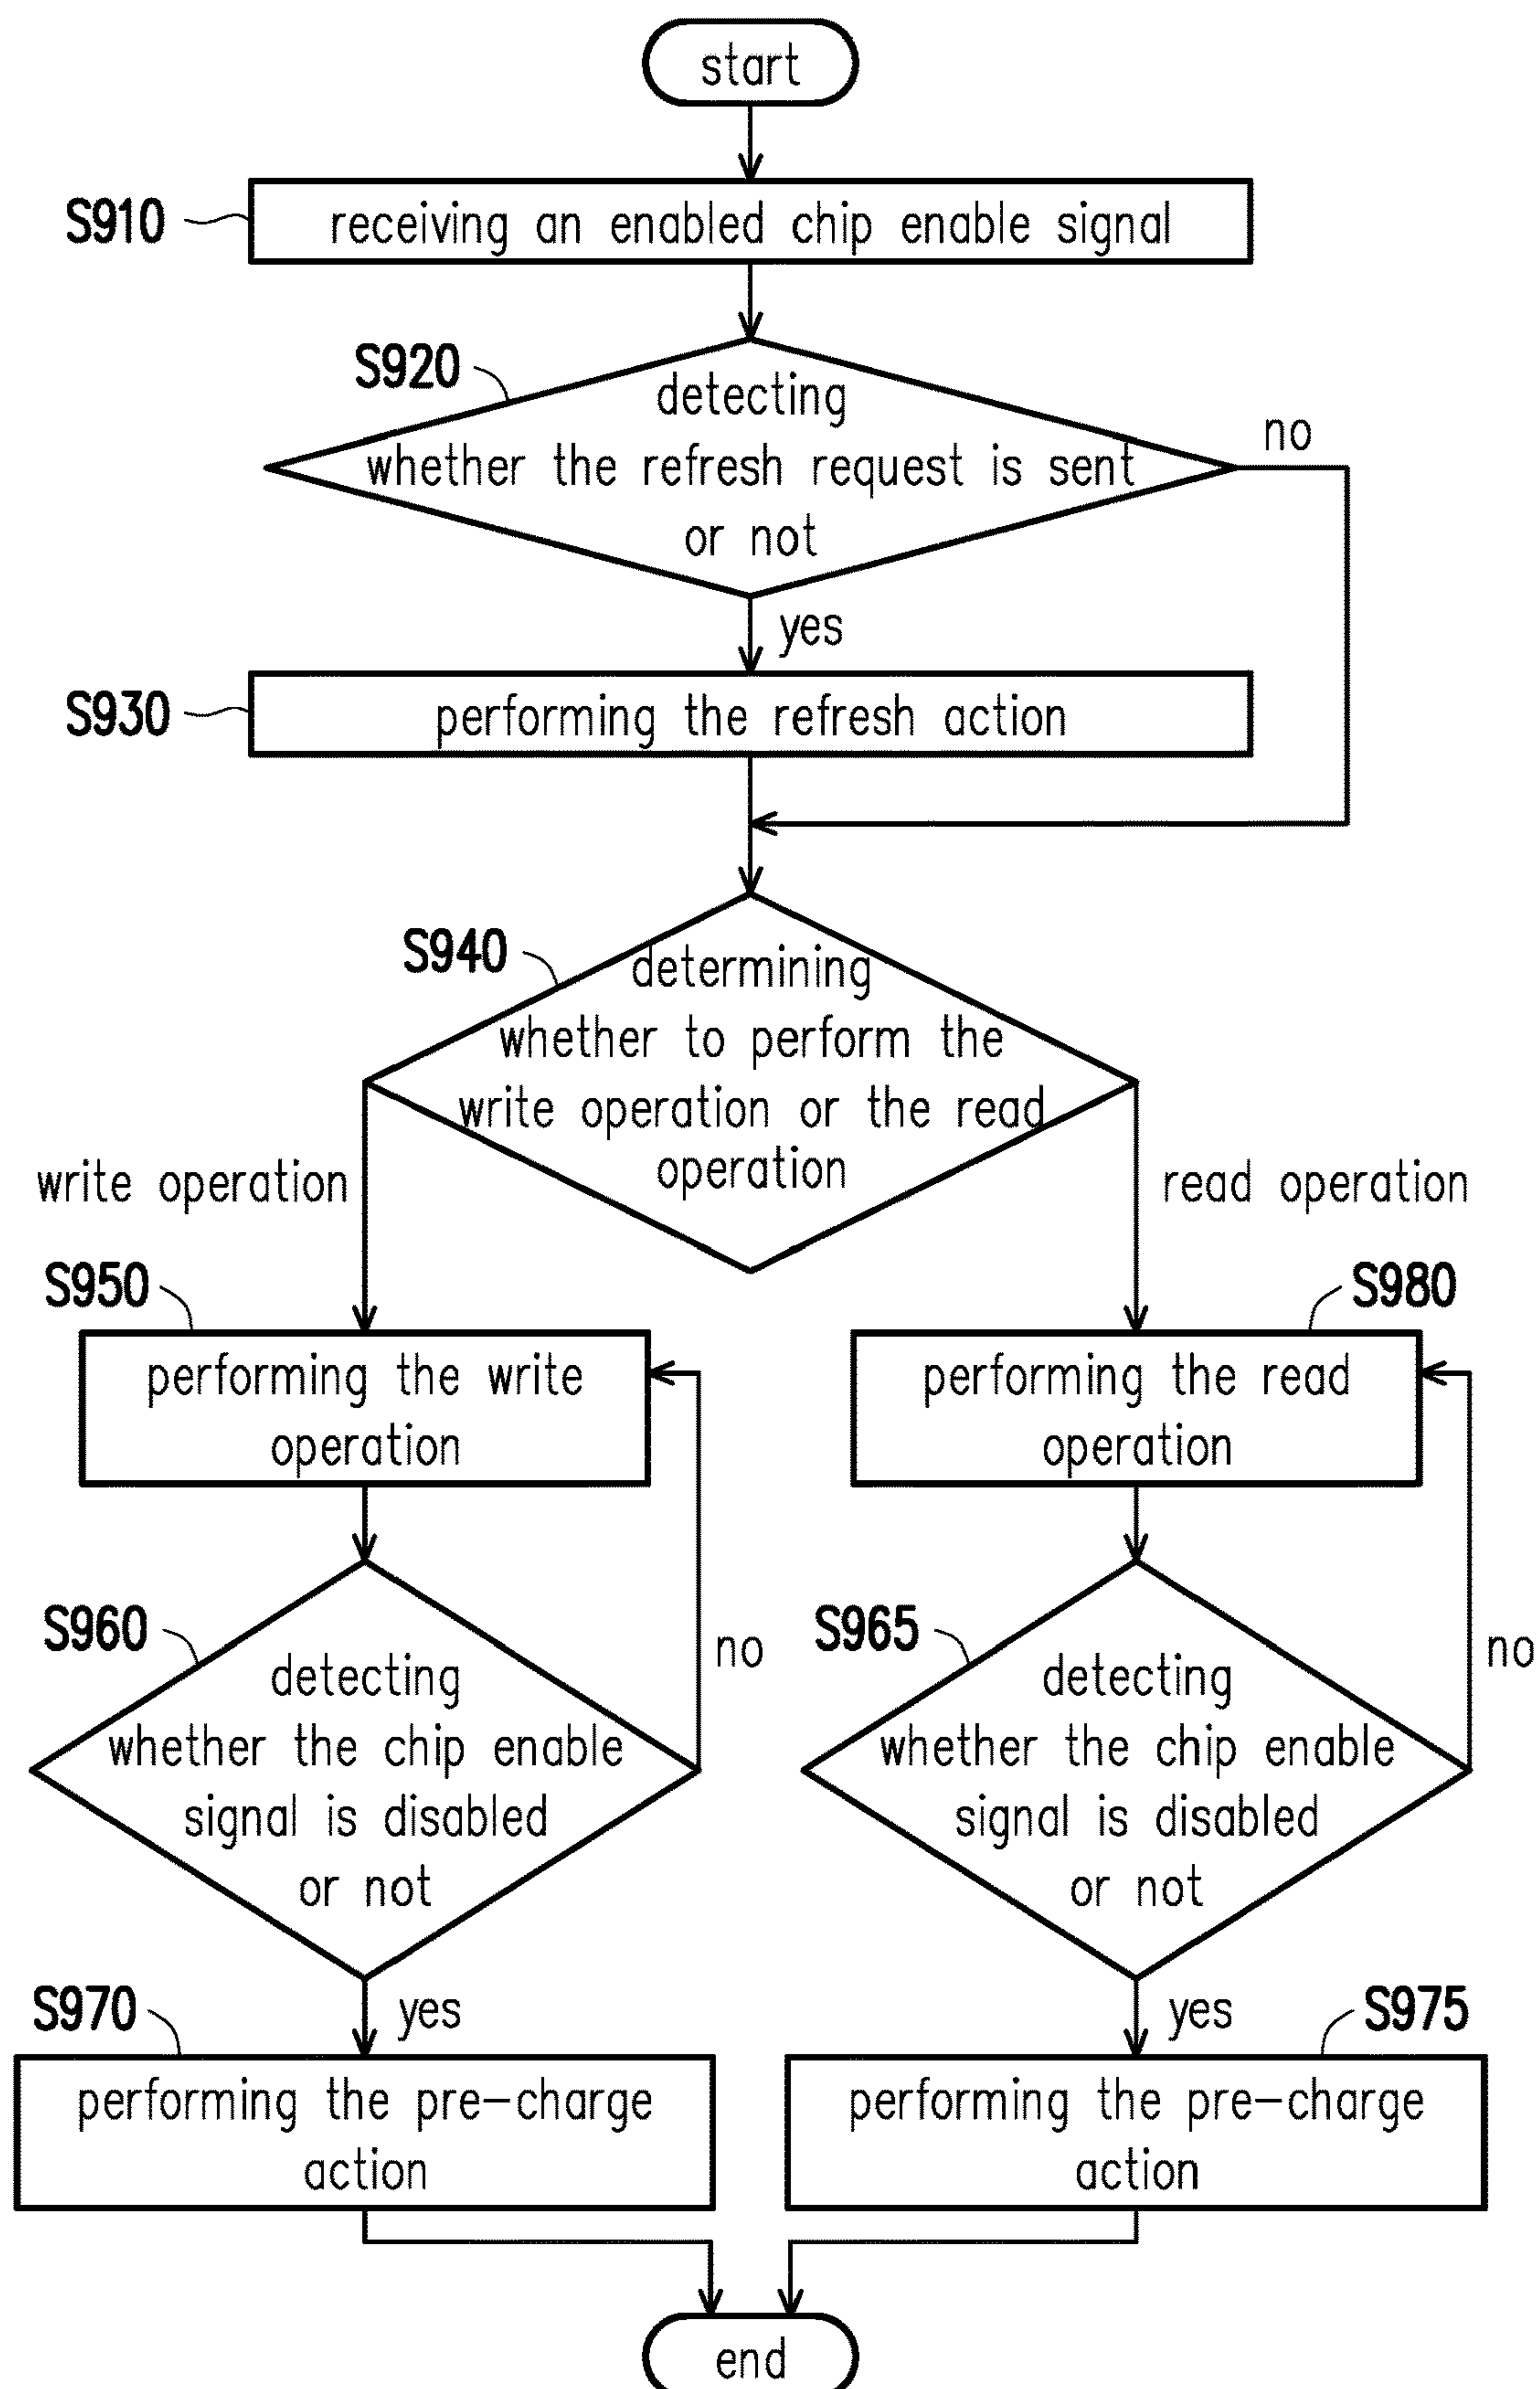 start
S910
receiving an enabled chip enable signal
S920
detecting
whether the refresh request is sent
or not
no
yes
S930
performing the refresh action
S940
determining
whether to perform the
write operation or the read
operation
write operation
read operation
S950
performing the write
operation
S980
performing the read
operation
S960
detecting
whether the chip enable
signal is disabled
or not
no
S965
detecting
whether the chip enable
signal is disabled
or not
no
yes
S970
performing the pre-charge
action
yes
S975
performing the pre-charge
action
end